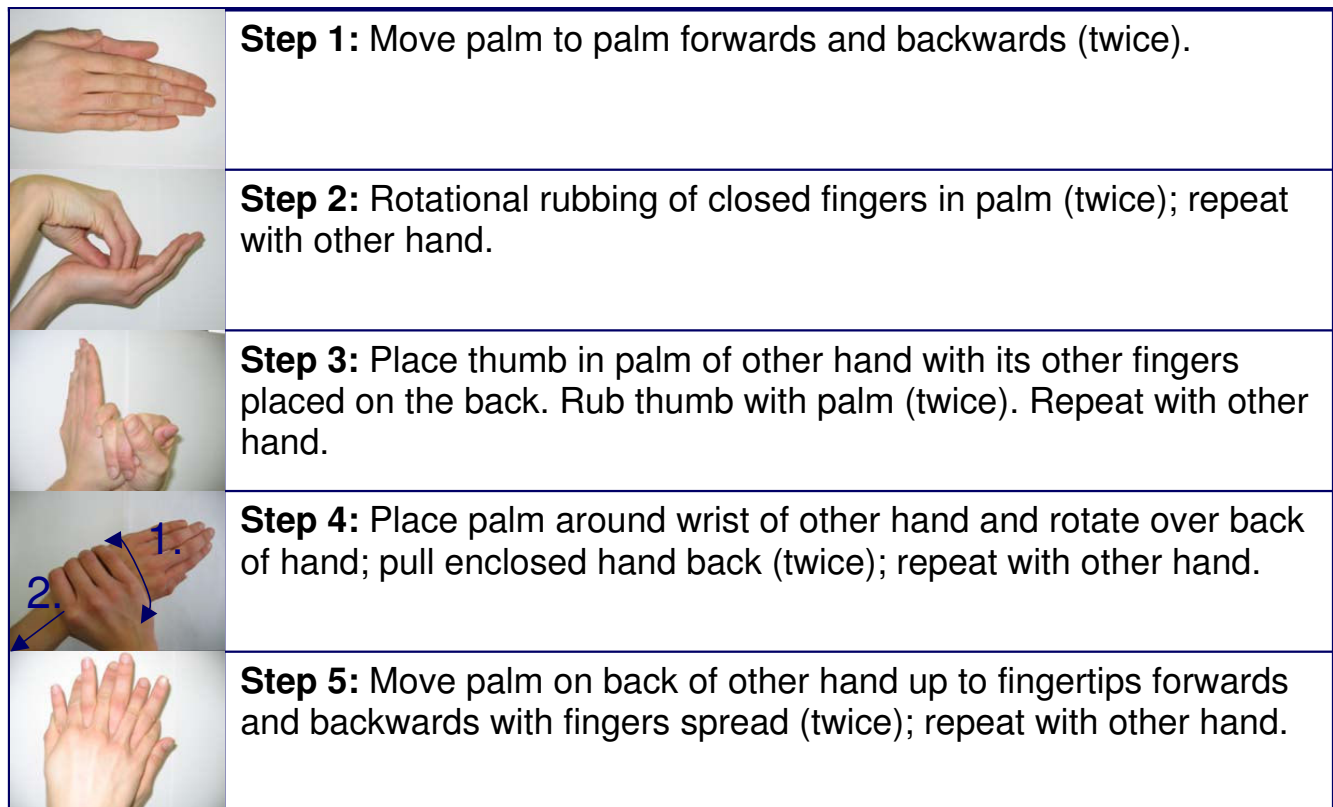 Step 1: Move palm to palm forwards and backwards (twice).
Step 2: Rotational rubbing of closed fingers in palm (twice); repeat
with other hand.
Step 3: Place thumb in palm of other hand with its other fingers
placed on the back. Rub thumb with palm (twice). Repeat with other
hand.
1.
2.
Step 4: Place palm around wrist of other hand and rotate over back
of hand; pull enclosed hand back (twice); repeat with other hand.
Step 5: Move palm on back of other hand up to fingertips forwards
and backwards with fingers spread (twice); repeat with other hand.